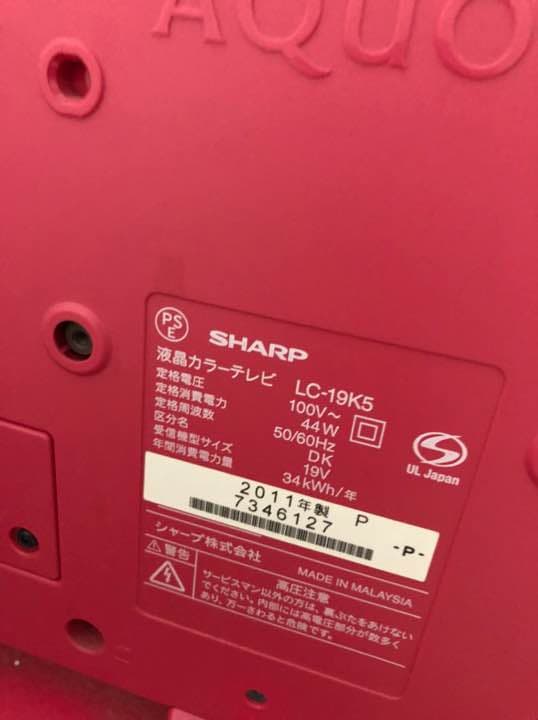 AQUO
PS
E
SHARP
液晶カラーテレビ LC-19K5
定格電圧 100V～
定格消費電力 44W
定格周波数 50/60Hz
区分名 DK
受信機型サイズ 19V
年間消費電力量 34kWh/年
UL Japan
2011年製 P
7346127
-P-
シャープ株式会社 MADE IN MALAYSIA
警告 高圧注意
サービスマン以外の方は、裏ぶたをあけない
でください。内部には高電圧部分が数多く
あり、万一さわると危険です。